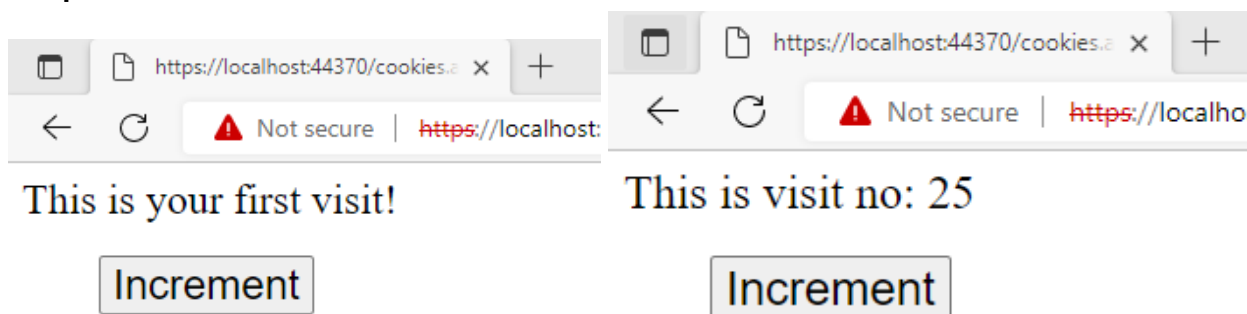 https://localhost:44370/cookies.a
Not secure | https://localhost:
This is your first visit!
Increment
https://localhost:44370/cookies.a
Not secure | https://localho
This is visit no: 25
Increment